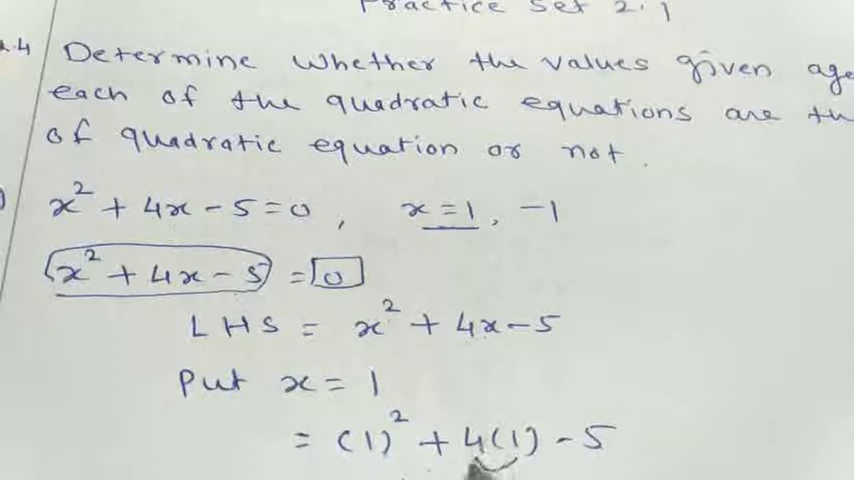 Practice Set 2.1
2.4 Determine whether the values given
each of the quadratic equations are
of quadratic equation or not.
x² + 4x - 5 = 0, x = 1, -1
x² + 4x - 5 = 0
LHS = x² + 4x - 5
Put x = 1
= (1)² + 4(1) - 5